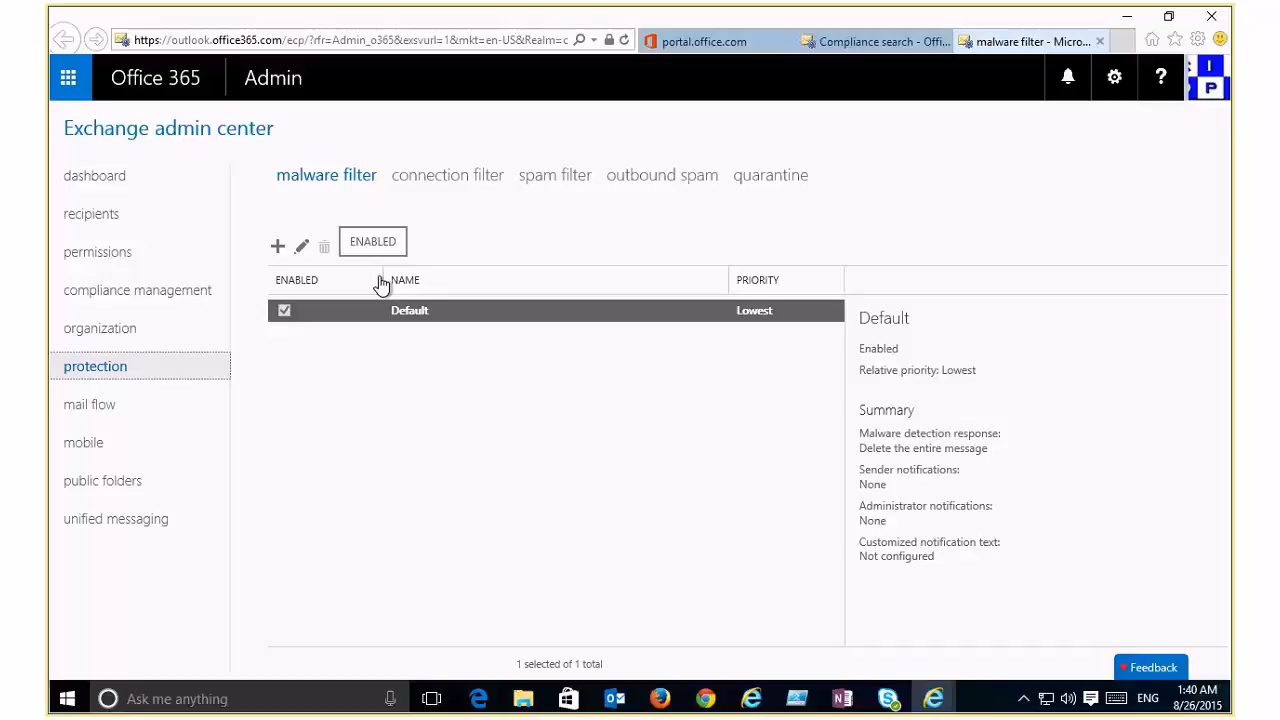 https://outlook.office365.com/ecp/?rfr=Admin_o365&exsvurl=1&mkt=en-US&Realm=c
portal.office.com
Compliance search - Offi...
malware filter - Micro...
Office 365
Admin
?
I
P
Exchange admin center
dashboard
recipients
permissions
compliance management
organization
protection
mail flow
mobile
public folders
unified messaging
malware filter connection filter spam filter outbound spam quarantine
ENABLED
ENABLED NAME PRIORITY
Default Lowest
Default
Enabled
Relative priority: Lowest
Summary
Malware detection response:
Delete the entire message
Sender notifications:
None
Administrator notifications:
None
Customized notification text:
Not configured
1 selected of 1 total
Feedback
Ask me anything
ENG
1:40 AM
8/26/2015